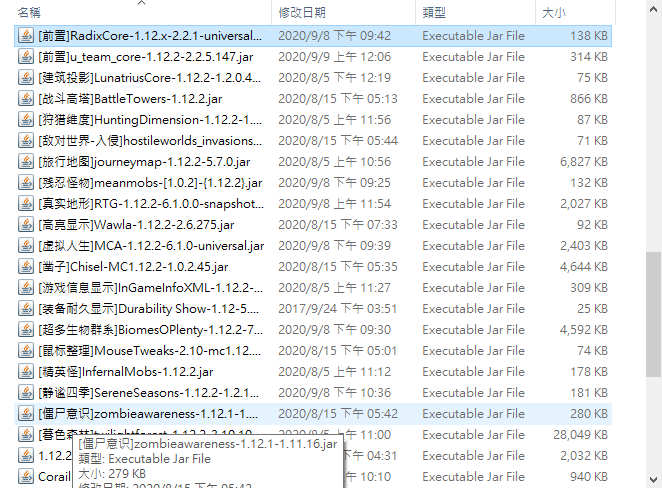 名稱 修改日期 類型 大小
[前置]RadixCore-1.12.x-2.2.1-universal... 2020/9/8 下午 09:42 Executable Jar File 138 KB
[前置]u_team_core-1.12.2-2.2.5.147.jar 2020/9/9 上午 12:06 Executable Jar File 314 KB
[建筑投影]LunatriusCore-1.12.2-1.2.0.4... 2020/8/5 下午 12:19 Executable Jar File 75 KB
[战斗高塔]BattleTowers-1.12.2.jar 2020/8/15 下午 05:13 Executable Jar File 866 KB
[狩猎维度]HuntingDimension-1.12.2-1.... 2020/8/5 上午 11:56 Executable Jar File 87 KB
[敌对世界-入侵]hostileworlds_invasions... 2020/8/15 下午 05:44 Executable Jar File 71 KB
[旅行地图]journeymap-1.12.2-5.7.0.jar 2020/8/5 上午 10:56 Executable Jar File 6,827 KB
[残忍怪物]meanmobs-[1.0.2]-{1.12.2}.jar 2020/9/8 下午 09:25 Executable Jar File 132 KB
[真实地形]RTG-1.12.2-6.1.0.0-snapshot... 2020/9/8 上午 11:54 Executable Jar File 2,027 KB
[高亮显示]Wawla-1.12.2-2.6.275.jar 2020/8/15 下午 07:33 Executable Jar File 92 KB
[虚拟人生]MCA-1.12.2-6.1.0-universal.jar 2020/9/8 下午 09:39 Executable Jar File 2,403 KB
[凿子]Chisel-MC1.12.2-1.0.2.45.jar 2020/8/15 下午 05:35 Executable Jar File 4,644 KB
[游戏信息显示]InGameInfoXML-1.12.2-... 2020/8/5 上午 11:27 Executable Jar File 309 KB
[装备耐久显示]Durability Show-1.12-5.... 2017/9/24 下午 03:51 Executable Jar File 25 KB
[超多生物群系]BiomesOPlenty-1.12.2-7.... 2020/9/8 下午 09:30 Executable Jar File 4,592 KB
[鼠标整理]MouseTweaks-2.10-mc1.12.... 2020/8/15 下午 05:01 Executable Jar File 74 KB
[精英怪]InfernalMobs-1.12.2.jar 2020/8/5 上午 11:12 Executable Jar File 178 KB
[静谧四季]SereneSeasons-1.12.2-1.2.1... 2020/9/8 下午 10:36 Executable Jar File 181 KB
[僵尸意识]zombieawareness-1.12.1-1.... 2020/8/15 下午 05:42 Executable Jar File 280 KB
上午 11:00 Executable Jar File 28,049 KB
[僵尸意识]zombieawareness-1.12.1-1.11.16.jar
1.12.2 下午 04:31 Executable Jar File 2,032 KB
類型: Executable Jar File
Corail 上午 10:10 Executable Jar File 940 KB
大小: 279 KB
修改日期: 2020/8/15 下午 05:42